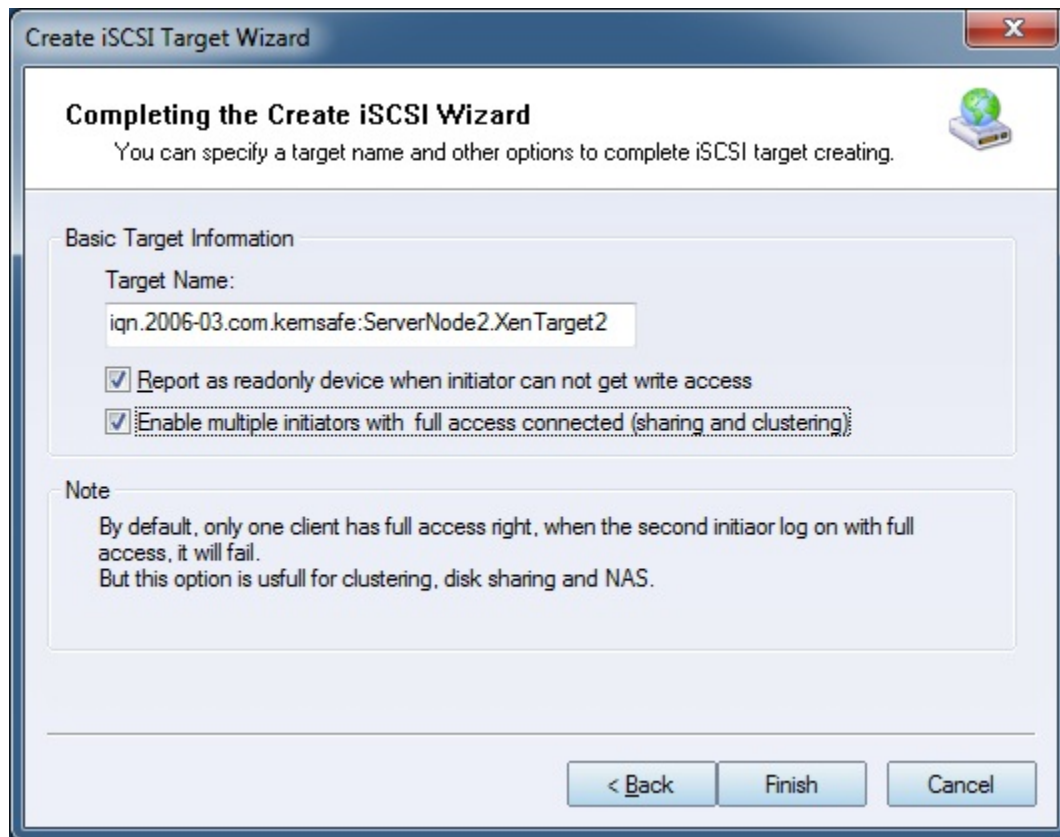 Create iSCSI Target Wizard
Completing the Create iSCSI Wizard
You can specify a target name and other options to complete iSCSI target creating.
Basic Target Information
Target Name:
iqn.2006-03.com.kernsafe:ServerNode2.XenTarget2
Report as readonly device when initiator can not get write access
Enable multiple initiators with full access connected (sharing and clustering)
Note
By default, only one client has full access right, when the second initiaor log on with full
access, it will fail.
But this option is usfull for clustering, disk sharing and NAS.
< Back
Finish
Cancel